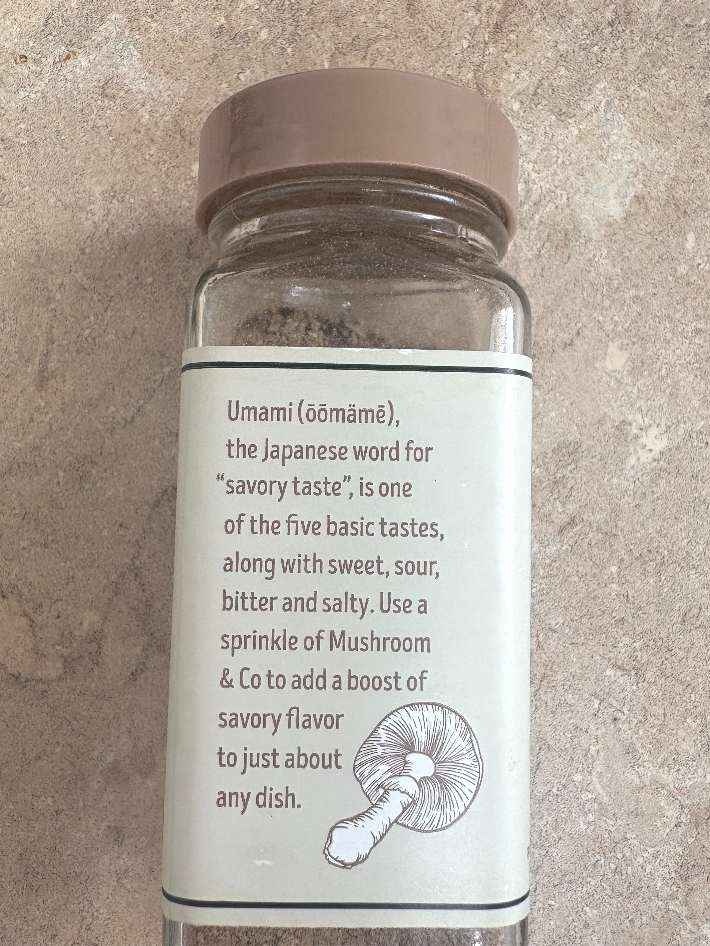 Umami (ōōmämē),
the Japanese word for
“savory taste”, is one
of the five basic tastes,
along with sweet, sour,
bitter and salty. Use a
sprinkle of Mushroom
& Co to add a boost of
savory flavor
to just about
any dish.